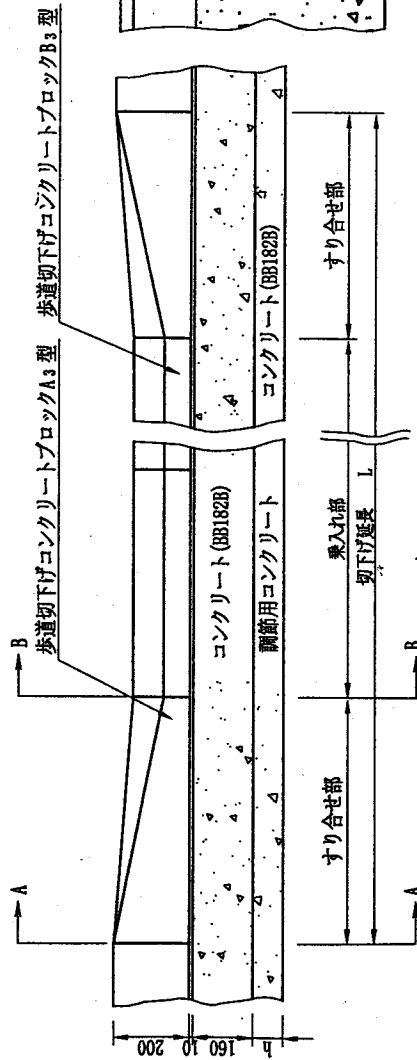 歩道切下げコンクリートブロックA3 型
歩道切下げコンクリートブロックB3 型
A
B
200
10
160
h
コンクリート(BB182B)
コンクリート(BB182B)
調節用コンクリート
すり合せ部
乗入れ部
すり合せ部
切下げ延長 L
A
B